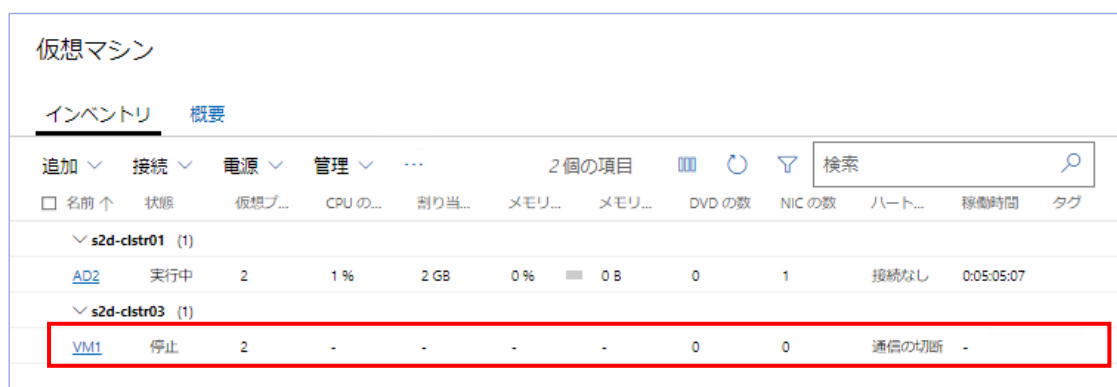 仮想マシン
インベントリ 概要
追加 接続 電源 管理 … 2個の項目 検索
名前 ↑ 状態 仮想プ... CPU の... 割り当... メモリ... メモリ... DVD の数 NIC の数 ハート... 稼働時間 タグ
s2d-clstr01 (1)
AD2 実行中 2 1 % 2 GB 0 % 0 B 0 1 接続なし 0:05:05:07
s2d-clstr03 (1)
VM1 停止 2 - - - - 0 0 通信の切断 -